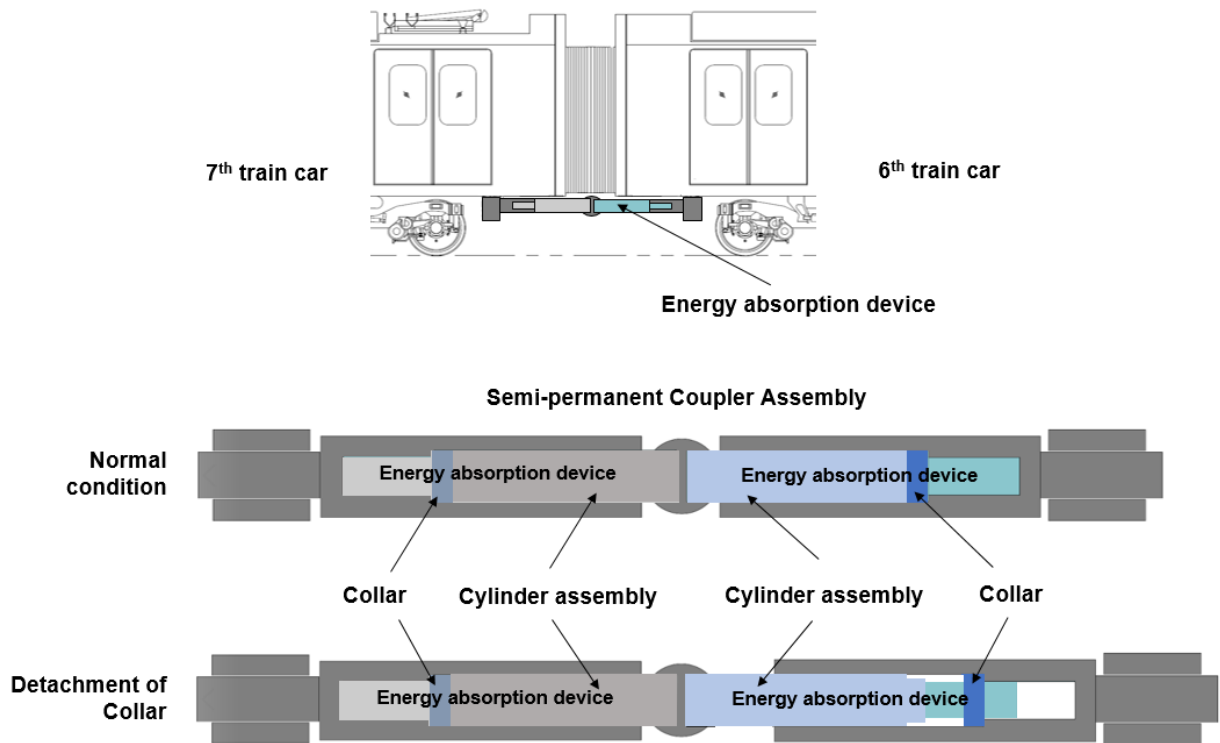 7th train car
6th train car
Energy absorption device
Semi-permanent Coupler Assembly
Normal
condition
Energy absorption device
Energy absorption device
Collar
Cylinder assembly
Cylinder assembly
Collar
Detachment of
Collar
Energy absorption device
Energy absorption device